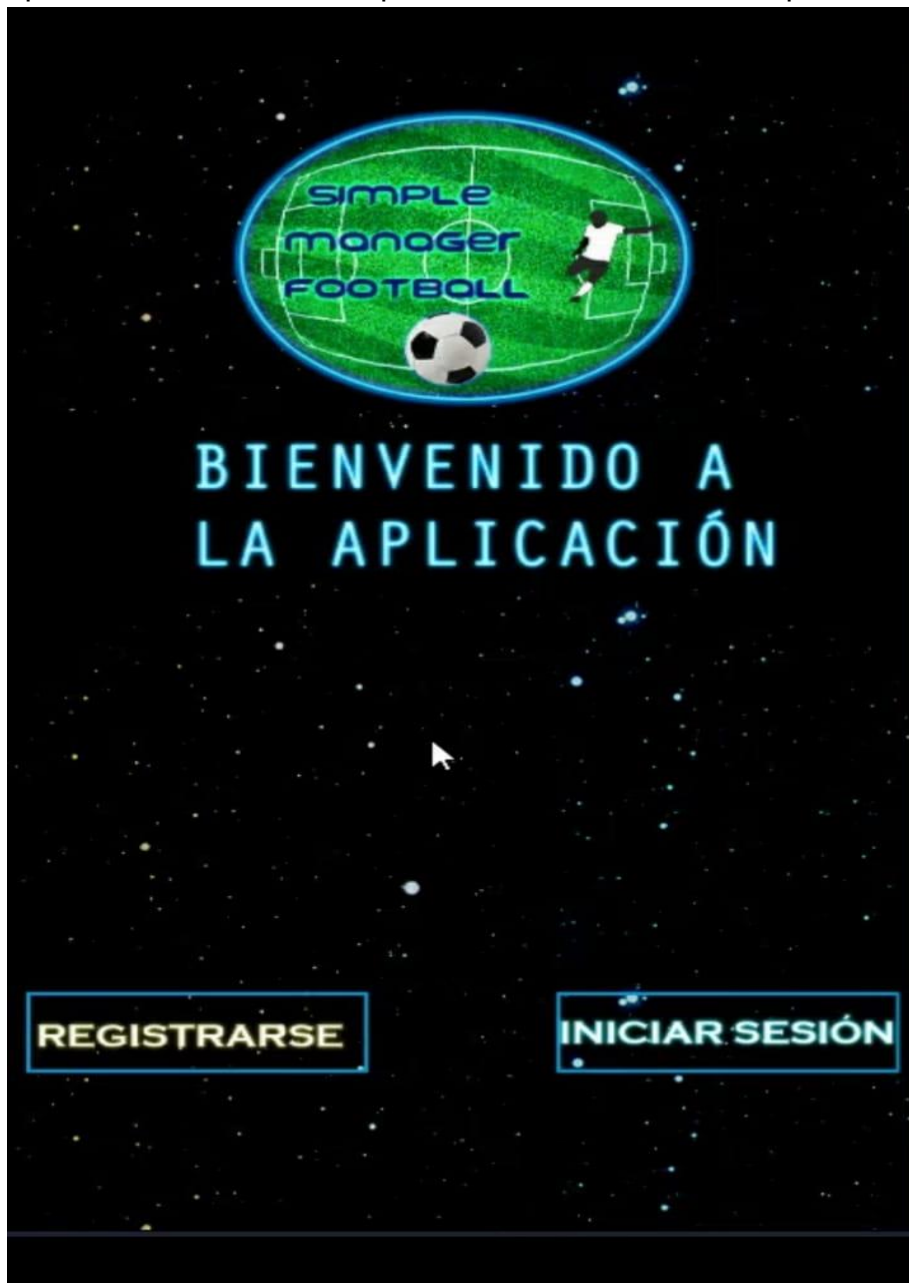 SIMPLE
MANAGER
FOOTBALL
BIENVENIDO A
LA APLICACIÓN
REGISTRARSE
INICIAR SESIÓN